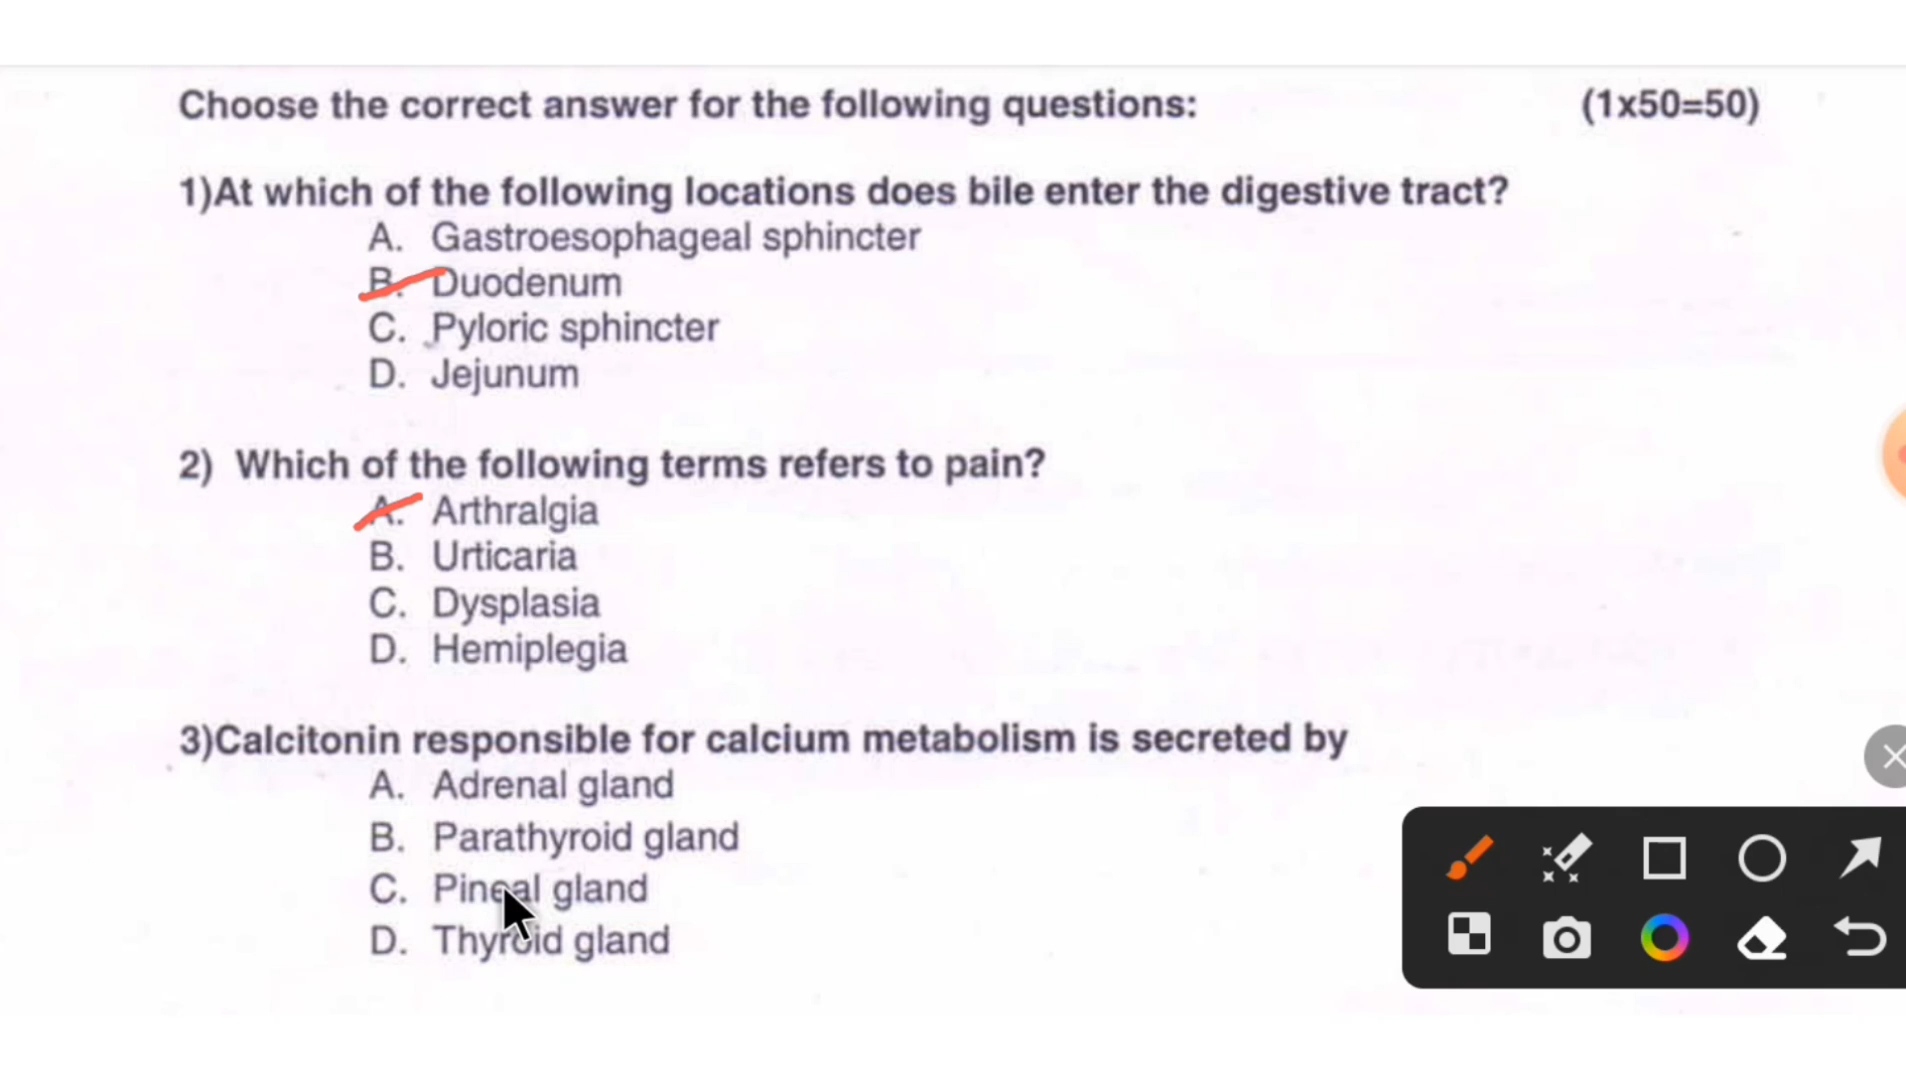 Choose the correct answer for the following questions: (1x50=50)
1)At which of the following locations does bile enter the digestive tract?
A. Gastroesophageal sphincter
B. Duodenum
C. Pyloric sphincter
D. Jejunum
2) Which of the following terms refers to pain?
A. Arthralgia
B. Urticaria
C. Dysplasia
D. Hemiplegia
3)Calcitonin responsible for calcium metabolism is secreted by
A. Adrenal gland
B. Parathyroid gland
C. Pineal gland
D. Thyroid gland